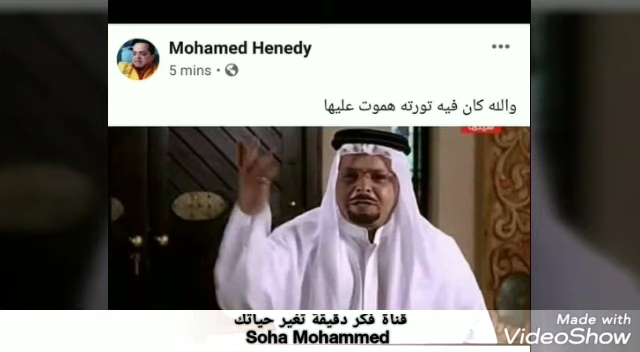 Mohamed Henedy
5 mins
والله كان فيه تورته هموت عليها
سينما
قناة فكر دقيقة تغير حياتك
Soha Mohammed
Made with
VideoShow